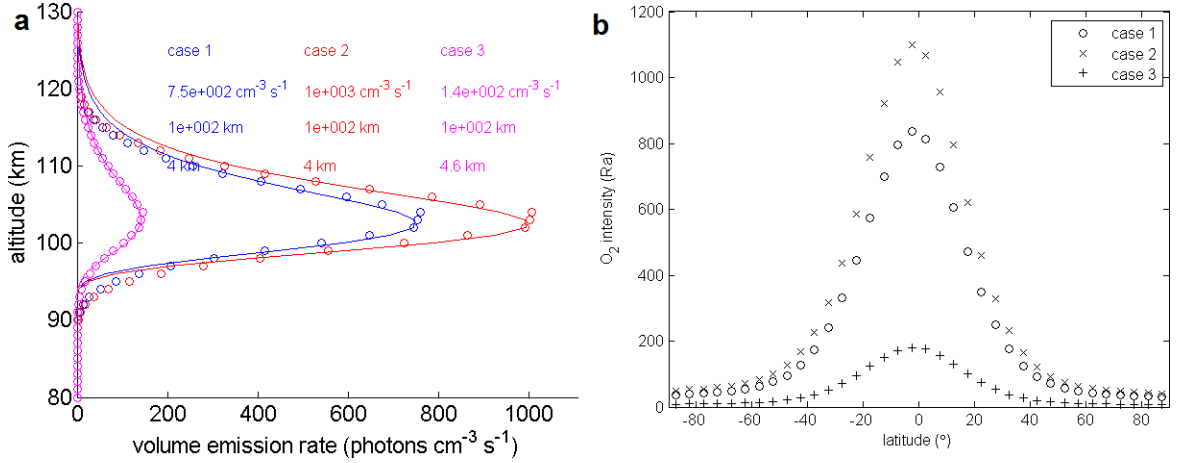 a
130
120
110
100
90
80
altitude (km)
case 1 case 2 case 3
7.5e+002 cm⁻³ s⁻¹ 1e+003 cm⁻³ s⁻¹ 1.4e+002 cm⁻³ s⁻¹
1e+002 km 1e+002 km 1e+002 km
4 km 4 km 4.6 km
0 200 400 600 800 1000
volume emission rate (photons cm⁻³ s⁻¹)
b
1200
1000
800
600
400
200
0
O₂ intensity (Ra)
case 1
case 2
case 3
-80 -60 -40 -20 0 20 40 60 80
latitude (°)